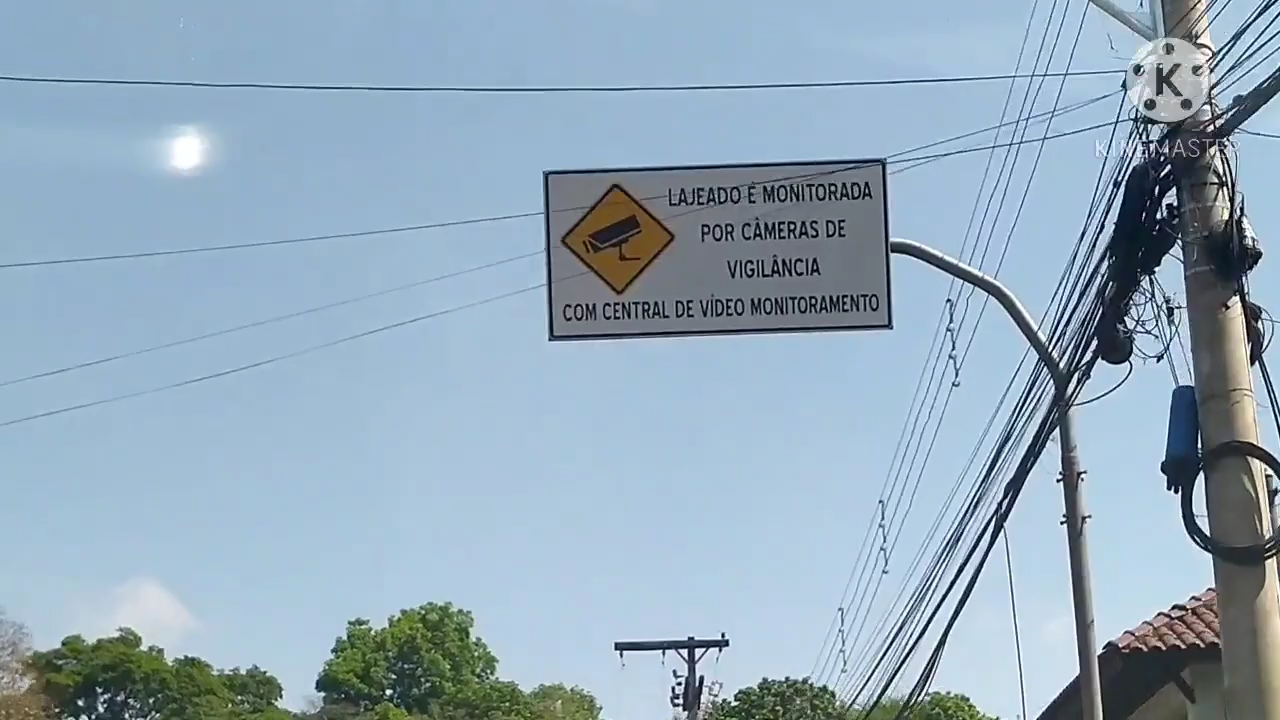 K
KINEMASTER
LAJEADO É MONITORADA
POR CÂMERAS DE
VIGILÂNCIA
COM CENTRAL DE VÍDEO MONITORAMENTO